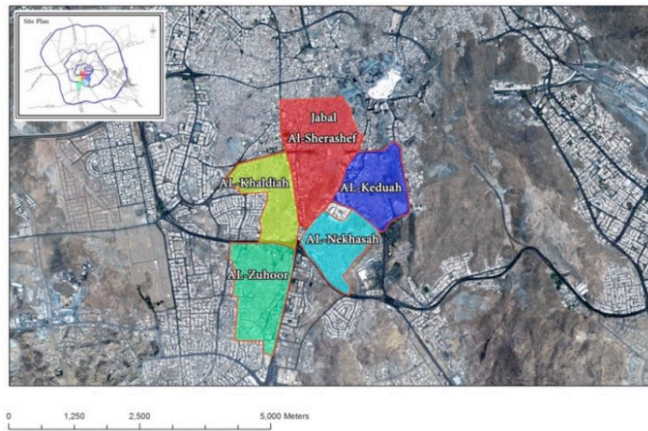 Site Plan
Jabal
Al-Sherashef
AL-Khaldiah
AL-Keduah
AL-Nekhasah
AL-Zuhoor
0 1,250 2,500 5,000 Meters